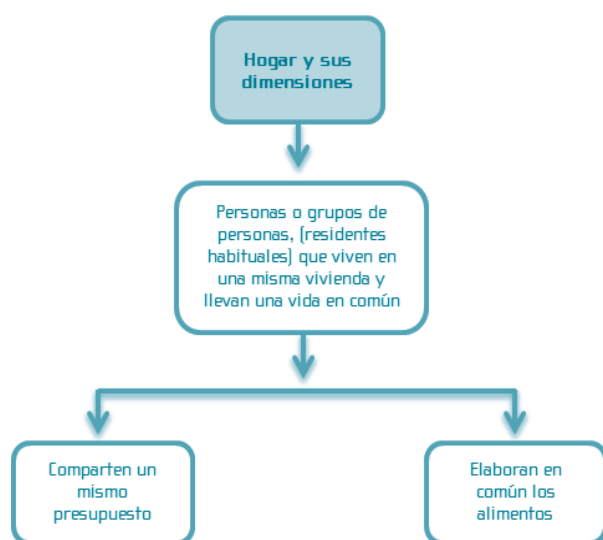 Hogar y sus
dimensiones
Personas o grupos de
personas, (residentes
habituales) que viven en
una misma vivienda y
llevan una vida en común
Comparten un
mismo
presupuesto
Elaboran en
común los
alimentos